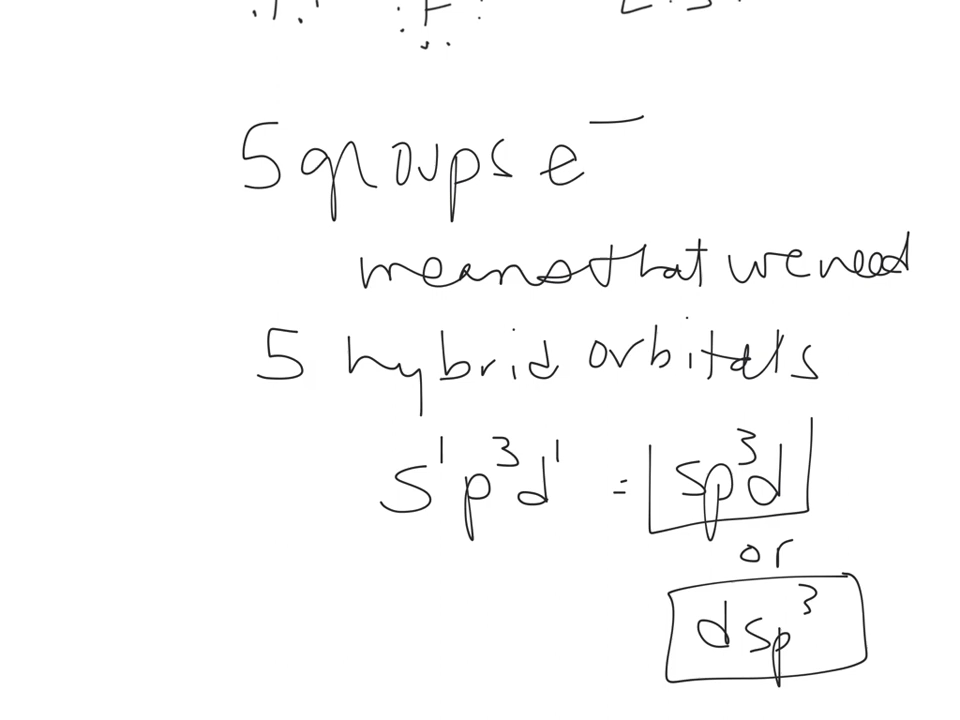 5 groups e⁻
means that we need
5 hybrid orbitals
s¹p³d¹ = sp³d
or
dsp³